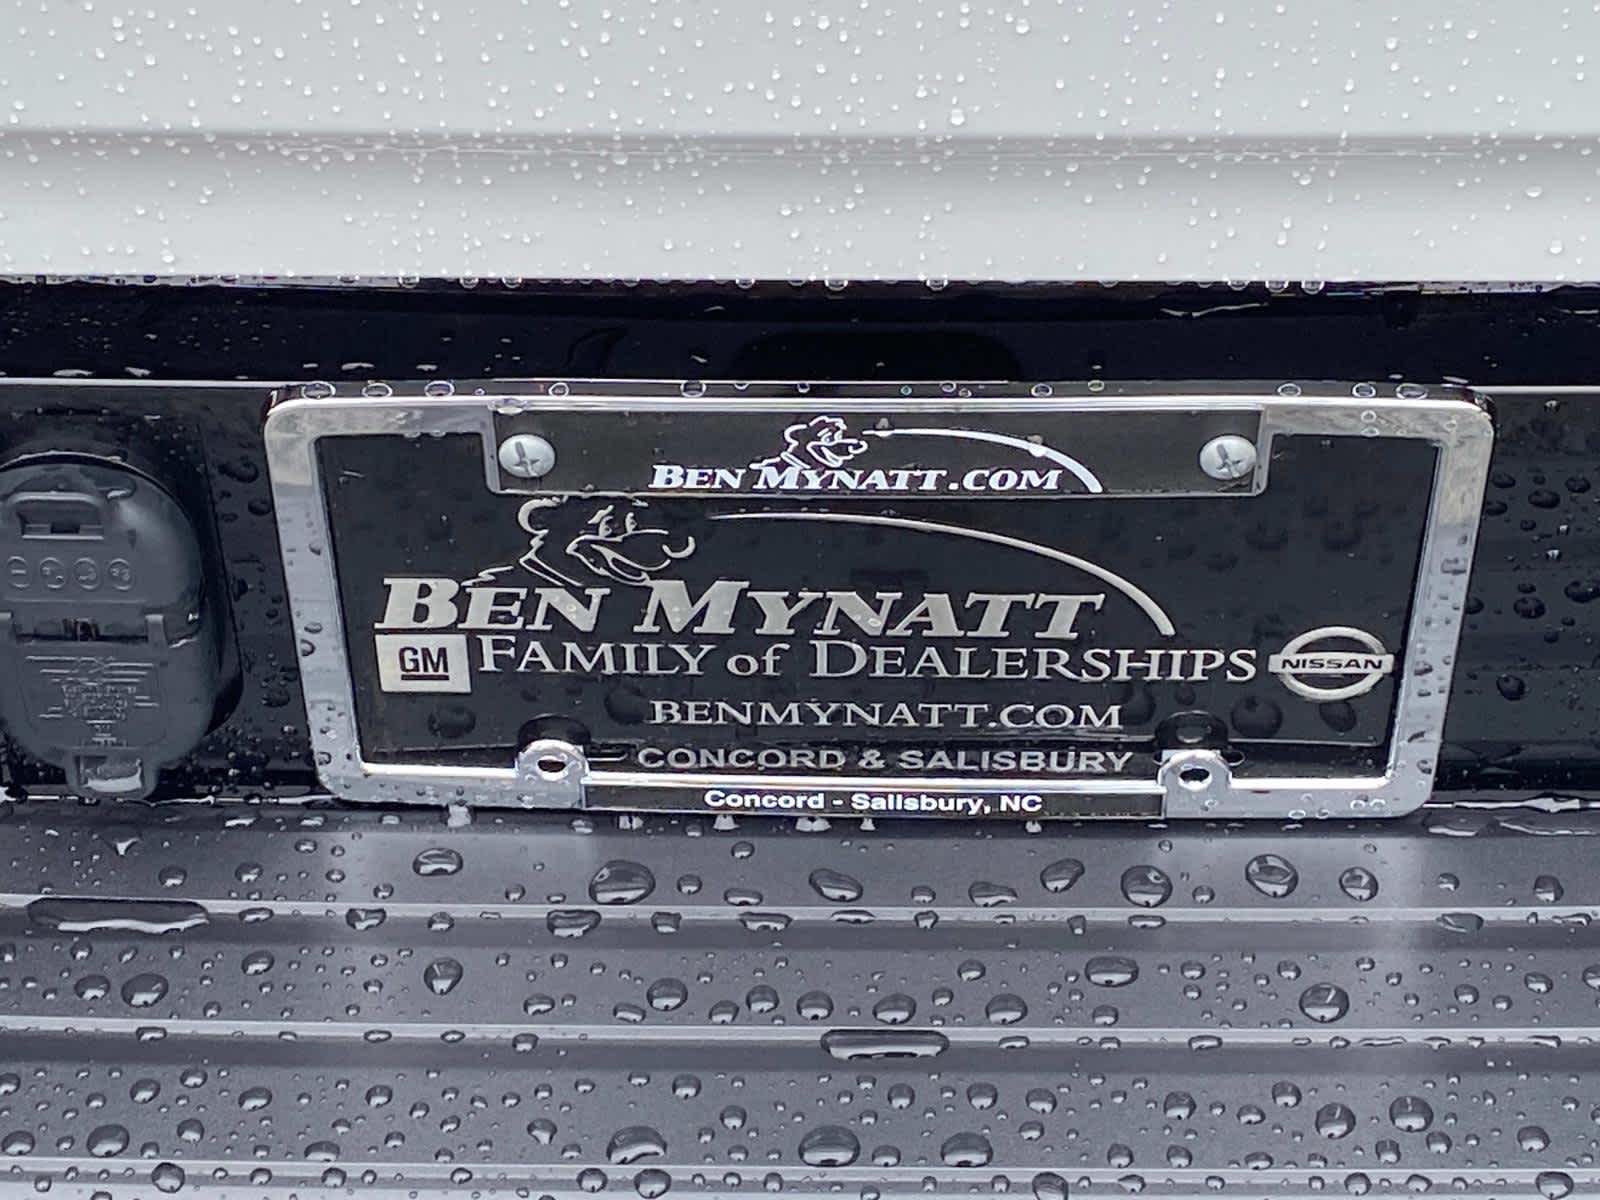 BEN MYNATT.COM
BEN MYNATT
GM FAMILY of DEALERSHIPS NISSAN
BENMYNATT.COM
CONCORD & SALISBURY
Concord - Salisbury, NC